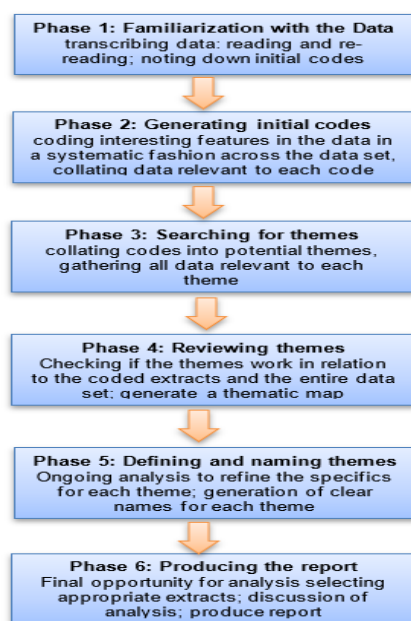 Phase 1: Familiarization with the Data
transcribing data: reading and re-
reading; noting down initial codes
Phase 2: Generating initial codes
coding interesting features in the data in
a systematic fashion across the data set,
collating data relevant to each code
Phase 3: Searching for themes
collating codes into potential themes,
gathering all data relevant to each
theme
Phase 4: Reviewing themes
Checking if the themes work in relation
to the coded extracts and the entire data
set; generate a thematic map
Phase 5: Defining and naming themes
Ongoing analysis to refine the specifics
for each theme; generation of clear
names for each theme
Phase 6: Producing the report
Final opportunity for analysis selecting
appropriate extracts; discussion of
analysis; produce report